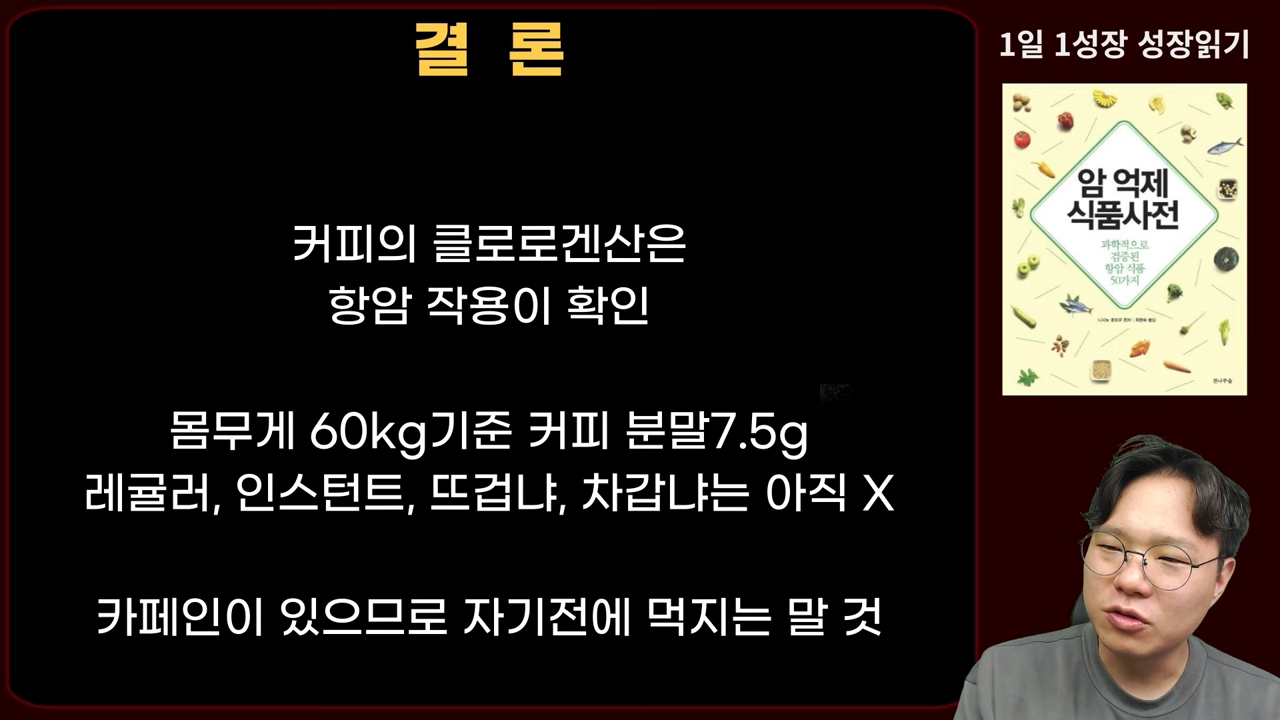 결 론
커피의 클로로겐산은
항암 작용이 확인
몸무게 60kg기준 커피 분말7.5g
레귤러, 인스턴트, 뜨겁냐, 차갑냐는 아직 X
카페인이 있으므로 자기전에 먹지는 말 것
1일 1성장 성장읽기
암 억제
식품사전
과학적으로
검증된
항암 식품
50가지
전나무숲